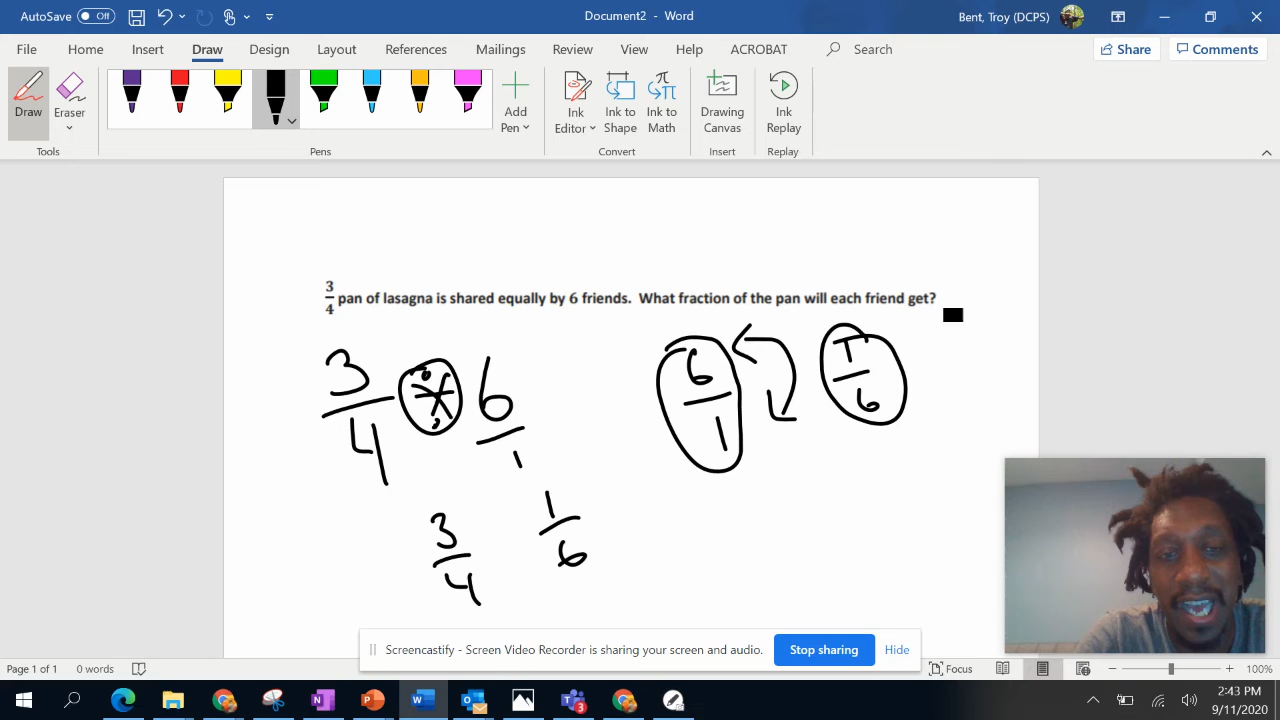 AutoSave Off Document2 - Word Bent, Troy (DCPS)
File Home Insert Draw Design Layout References Mailings Review View Help ACROBAT Search Share Comments
Draw Eraser Add Pen Ink Editor Ink to Shape Ink to Math Drawing Canvas Ink Replay
Tools Pens Convert Insert Replay
3/4 pan of lasagna is shared equally by 6 friends. What fraction of the pan will each friend get?
3/4 ÷ 6/1 6/1 1/6
3/4 1/6
Screencastify - Screen Video Recorder is sharing your screen and audio. Stop sharing Hide
Page 1 of 1 0 words Focus 100%
3
2:43 PM
9/11/2020